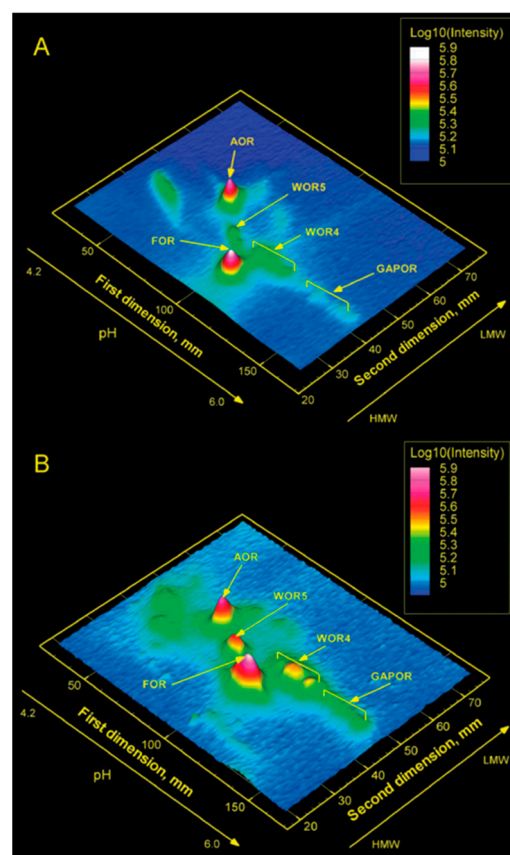 A
Log10(Intensity)
5.9
5.8
5.7
5.6
5.5
5.4
5.3
5.2
5.1
5
AOR
WOR5
WOR4
FOR
GAPOR
4.2
50
100
150
First dimension, mm
pH
6.0
20
30
40
50
60
70
Second dimension, mm
LMW
HMW
B
Log10(Intensity)
5.9
5.8
5.7
5.6
5.5
5.4
5.3
5.2
5.1
5
AOR
WOR5
WOR4
FOR
GAPOR
4.2
50
100
150
First dimension, mm
pH
6.0
20
30
40
50
60
70
Second dimension, mm
LMW
HMW